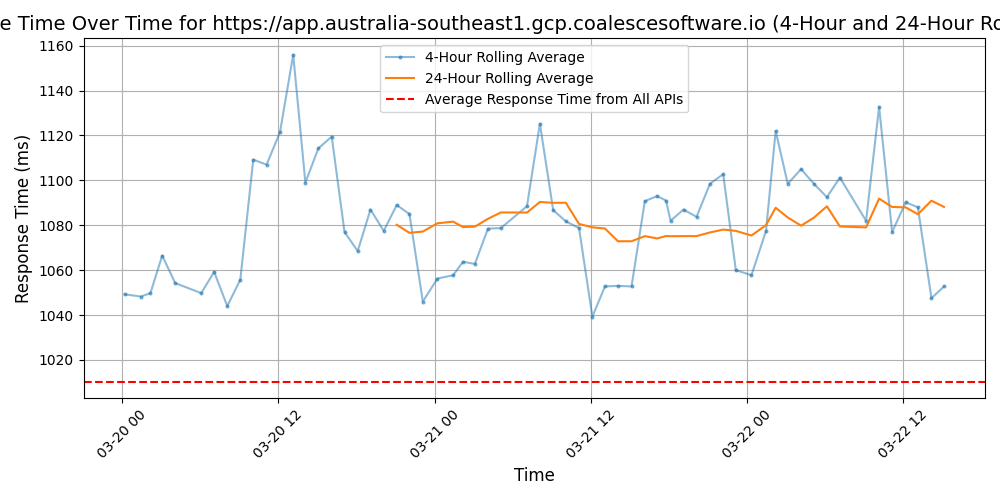 e Time Over Time for https://app.australia-southeast1.gcp.coalescesoftware.io (4-Hour and 24-Hour Ro
4-Hour Rolling Average
24-Hour Rolling Average
Average Response Time from All APIs
Response Time (ms)
1160
1140
1120
1100
1080
1060
1040
1020
03-20 00
03-20 12
03-21 00
03-21 12
03-22 00
03-22 12
Time